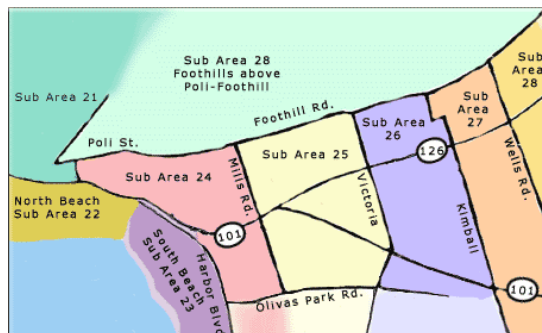 Sub Area 28
Foothills above
Poli-Foothill
Sub
Area
28
Sub Area 21
Sub
Area
27
Foothill Rd.
Sub Area
26
Poli St.
126
Sub Area 25
Wells Rd.
Sub Area 24
Mills Rd.
Victoria
North Beach
Sub Area 22
Kimball
101
South Beach
Sub Area 23
Harbor Blvd
101
Olivas Park Rd.